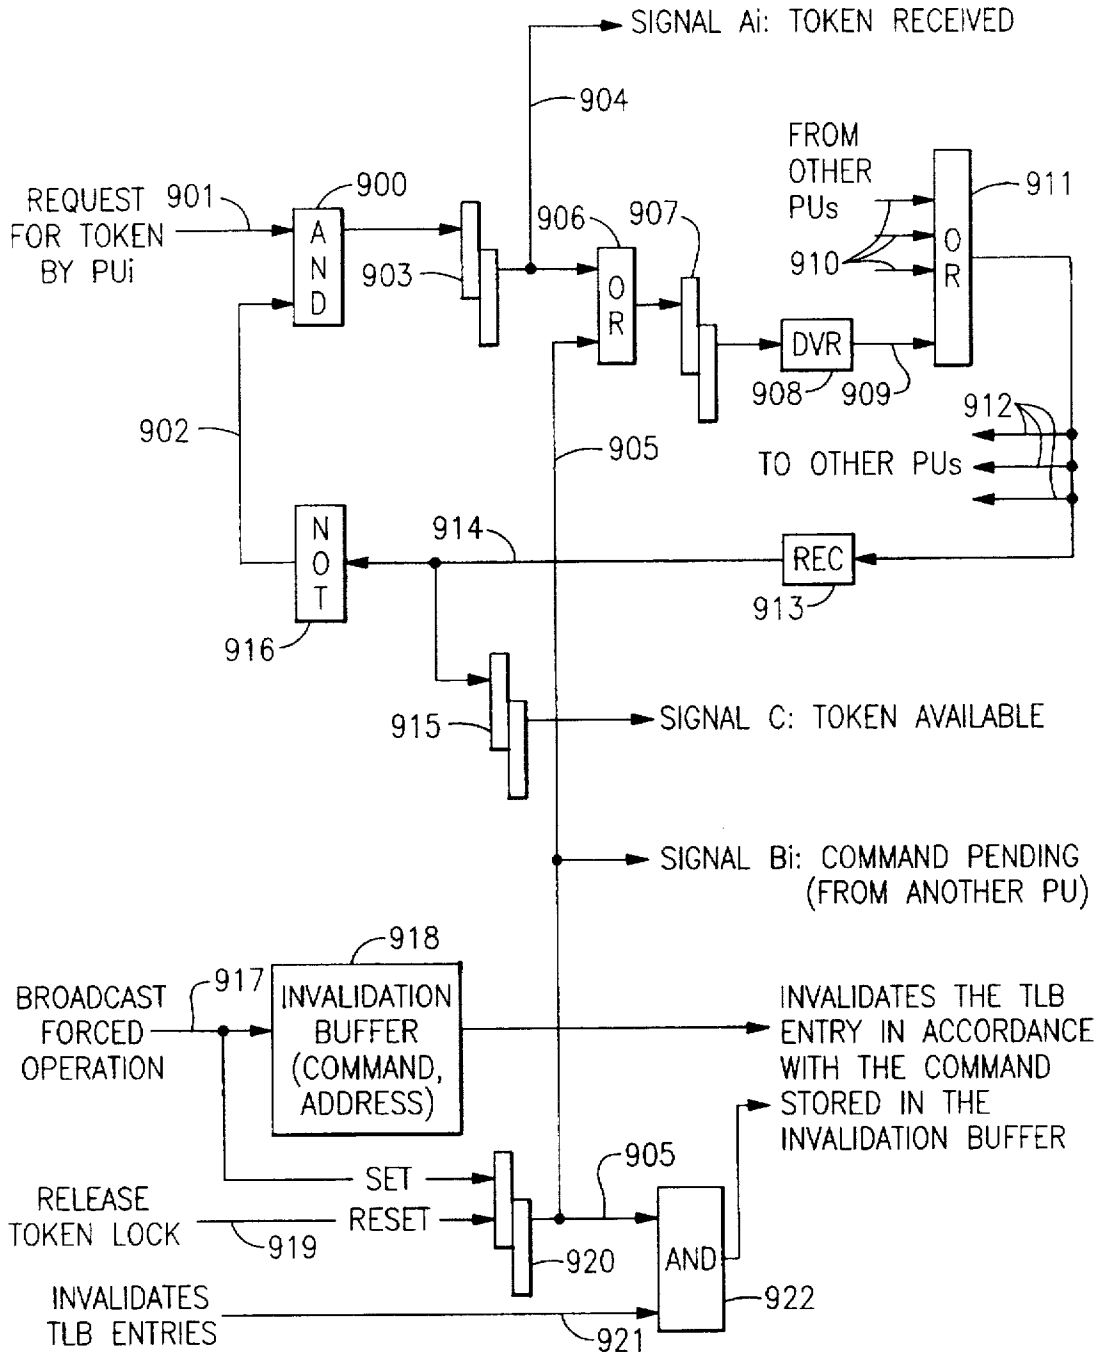 SIGNAL Ai: TOKEN RECEIVED
904
FROM
OTHER
PUs
910
911
OR
REQUEST
FOR TOKEN
BY PUi
901
900
AND
903
906
OR
907
DVR
908
909
912
TO OTHER PUs
902
905
NOT
916
914
REC
913
915
SIGNAL C: TOKEN AVAILABLE
SIGNAL Bi: COMMAND PENDING
(FROM ANOTHER PU)
918
917
BROADCAST
FORCED
OPERATION
INVALIDATION
BUFFER
(COMMAND,
ADDRESS)
INVALIDATES THE TLB
ENTRY IN ACCORDANCE
WITH THE COMMAND
STORED IN THE
INVALIDATION BUFFER
905
SET
RELEASE
TOKEN LOCK
919
RESET
920
AND
922
INVALIDATES
TLB ENTRIES
921